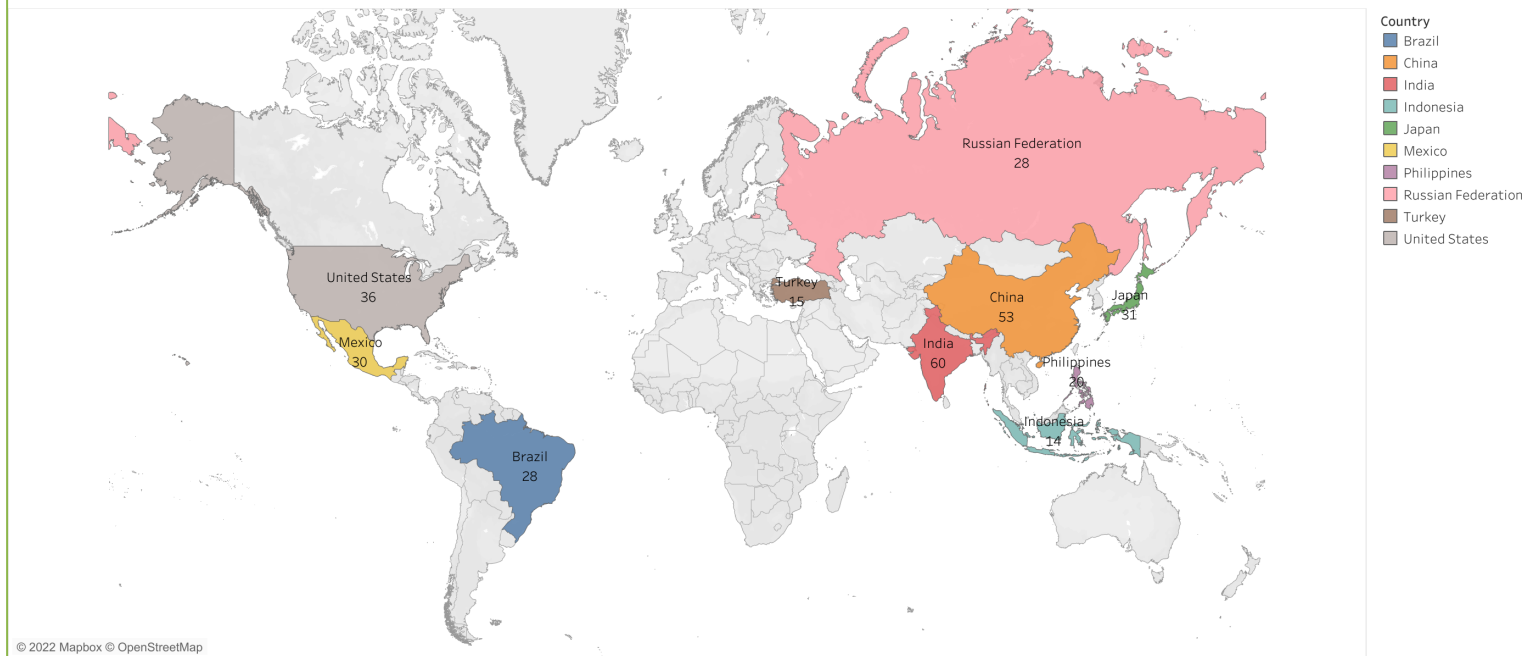 Russian Federation
28
United States
36
Turkey
15
China
53
Japan
31
Mexico
30
India
60
Philippines
20
Indonesia
14
Brazil
28
© 2022 Mapbox © OpenStreetMap
Country
Brazil
China
India
Indonesia
Japan
Mexico
Philippines
Russian Federation
Turkey
United States